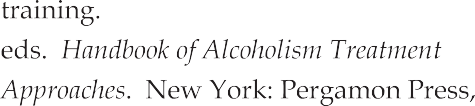 training.
eds. Handbook of Alcoholism Treatment
Approaches. New York: Pergamon Press,